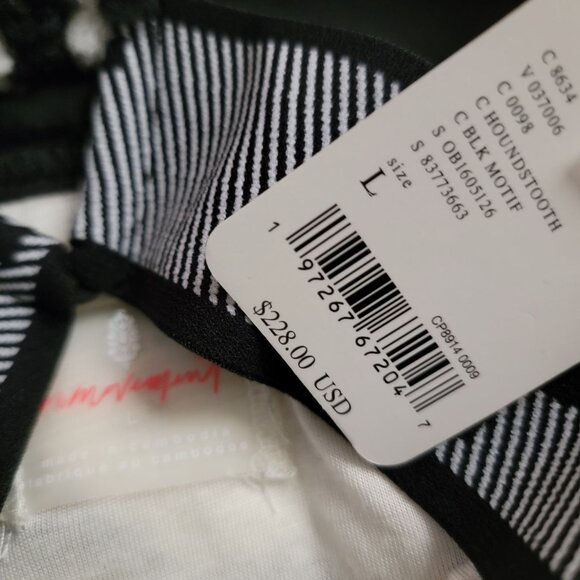 C 8634
V 037006
C 0098
C HOUNDSTOOTH
C BLK MOTIF
S OB1605126
S 83773663
size
L
1 97267 67204 7
CP8914 0009
$228.00 USD
L
made in cambodia
fabrique au cambodge